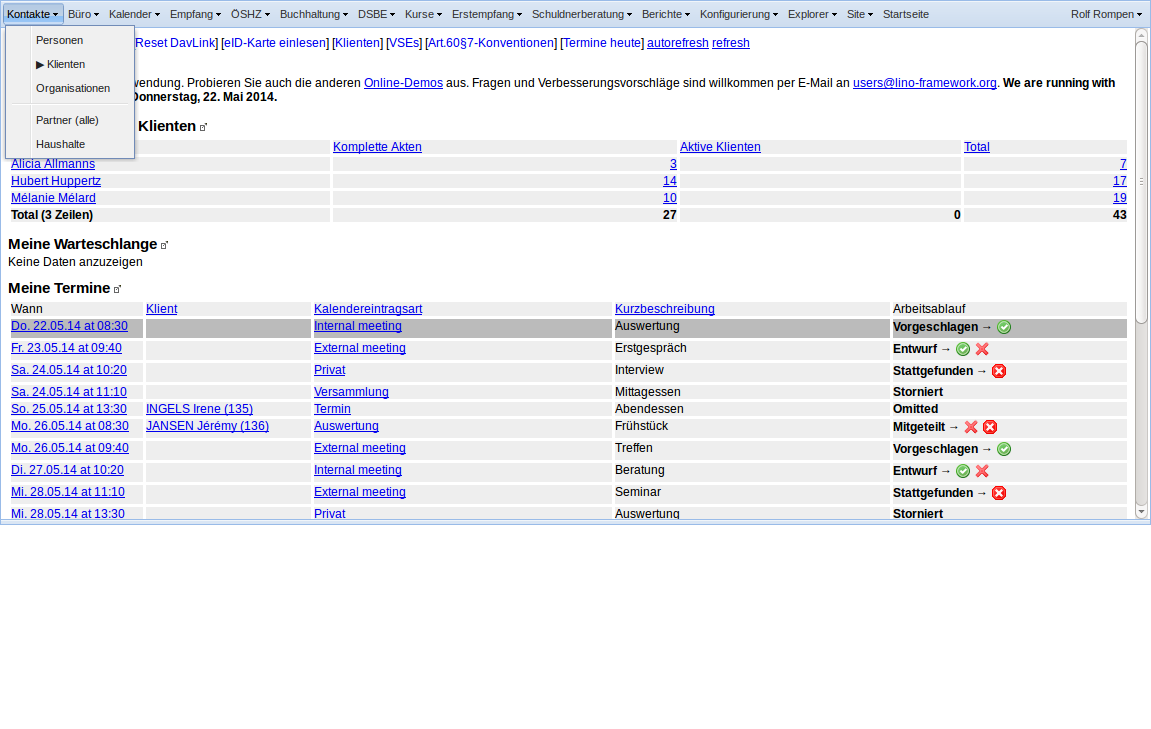 Kontakte Büro Kalender Empfang ÖSHZ Buchhaltung DSBE Kurse Erstempfang Schuldnerberatung Berichte Konfigurierung Explorer Site Startseite Rolf Rompen
Personen
▶ Klienten
Organisationen
Partner (alle)
Haushalte
Reset DavLink] [eID-Karte einlesen] [Klienten] [VSEs] [Art.60§7-Konventionen] [Termine heute] autorefresh refresh
wendung. Probieren Sie auch die anderen Online-Demos aus. Fragen und Verbesserungsvorschläge sind willkommen per E-Mail an users@lino-framework.org. We are running with
Donnerstag, 22. Mai 2014.
Klienten
Komplette Akten Aktive Klienten Total
Alicia Allmanns 3 7
Hubert Huppertz 14 17
Mélanie Mélard 10 19
Total (3 Zeilen) 27 0 43
Meine Warteschlange
Keine Daten anzuzeigen
Meine Termine
Wann Klient Kalendereintragsart Kurzbeschreibung Arbeitsablauf
Do. 22.05.14 at 08:30 Internal meeting Auswertung Vorgeschlagen →
Fr. 23.05.14 at 09:40 External meeting Erstgespräch Entwurf →
Sa. 24.05.14 at 10:20 Privat Interview Stattgefunden →
Sa. 24.05.14 at 11:10 Versammlung Mittagessen Storniert
So. 25.05.14 at 13:30 INGELS Irene (135) Termin Abendessen Omitted
Mo. 26.05.14 at 08:30 JANSEN Jérémy (136) Auswertung Frühstück Mitgeteilt →
Mo. 26.05.14 at 09:40 External meeting Treffen Vorgeschlagen →
Di. 27.05.14 at 10:20 Internal meeting Beratung Entwurf →
Mi. 28.05.14 at 11:10 External meeting Seminar Stattgefunden →
Mi. 28.05.14 at 13:30 Privat Auswertung Storniert